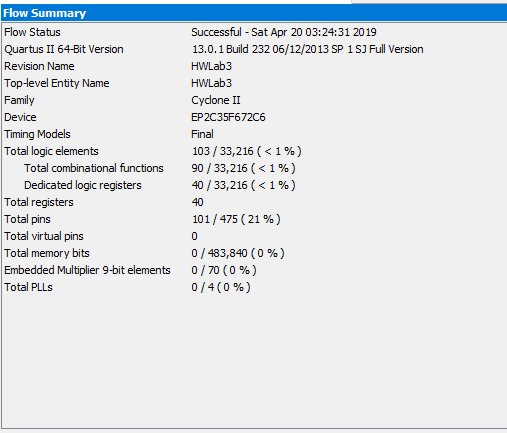 Flow Summary
Flow Status Successful - Sat Apr 20 03:24:31 2019
Quartus II 64-Bit Version 13.0.1 Build 232 06/12/2013 SP 1 SJ Full Version
Revision Name HWLab3
Top-level Entity Name HWLab3
Family Cyclone II
Device EP2C35F672C6
Timing Models Final
Total logic elements 103 / 33,216 ( < 1 % )
Total combinational functions 90 / 33,216 ( < 1 % )
Dedicated logic registers 40 / 33,216 ( < 1 % )
Total registers 40
Total pins 101 / 475 ( 21 % )
Total virtual pins 0
Total memory bits 0 / 483,840 ( 0 % )
Embedded Multiplier 9-bit elements 0 / 70 ( 0 % )
Total PLLs 0 / 4 ( 0 % )